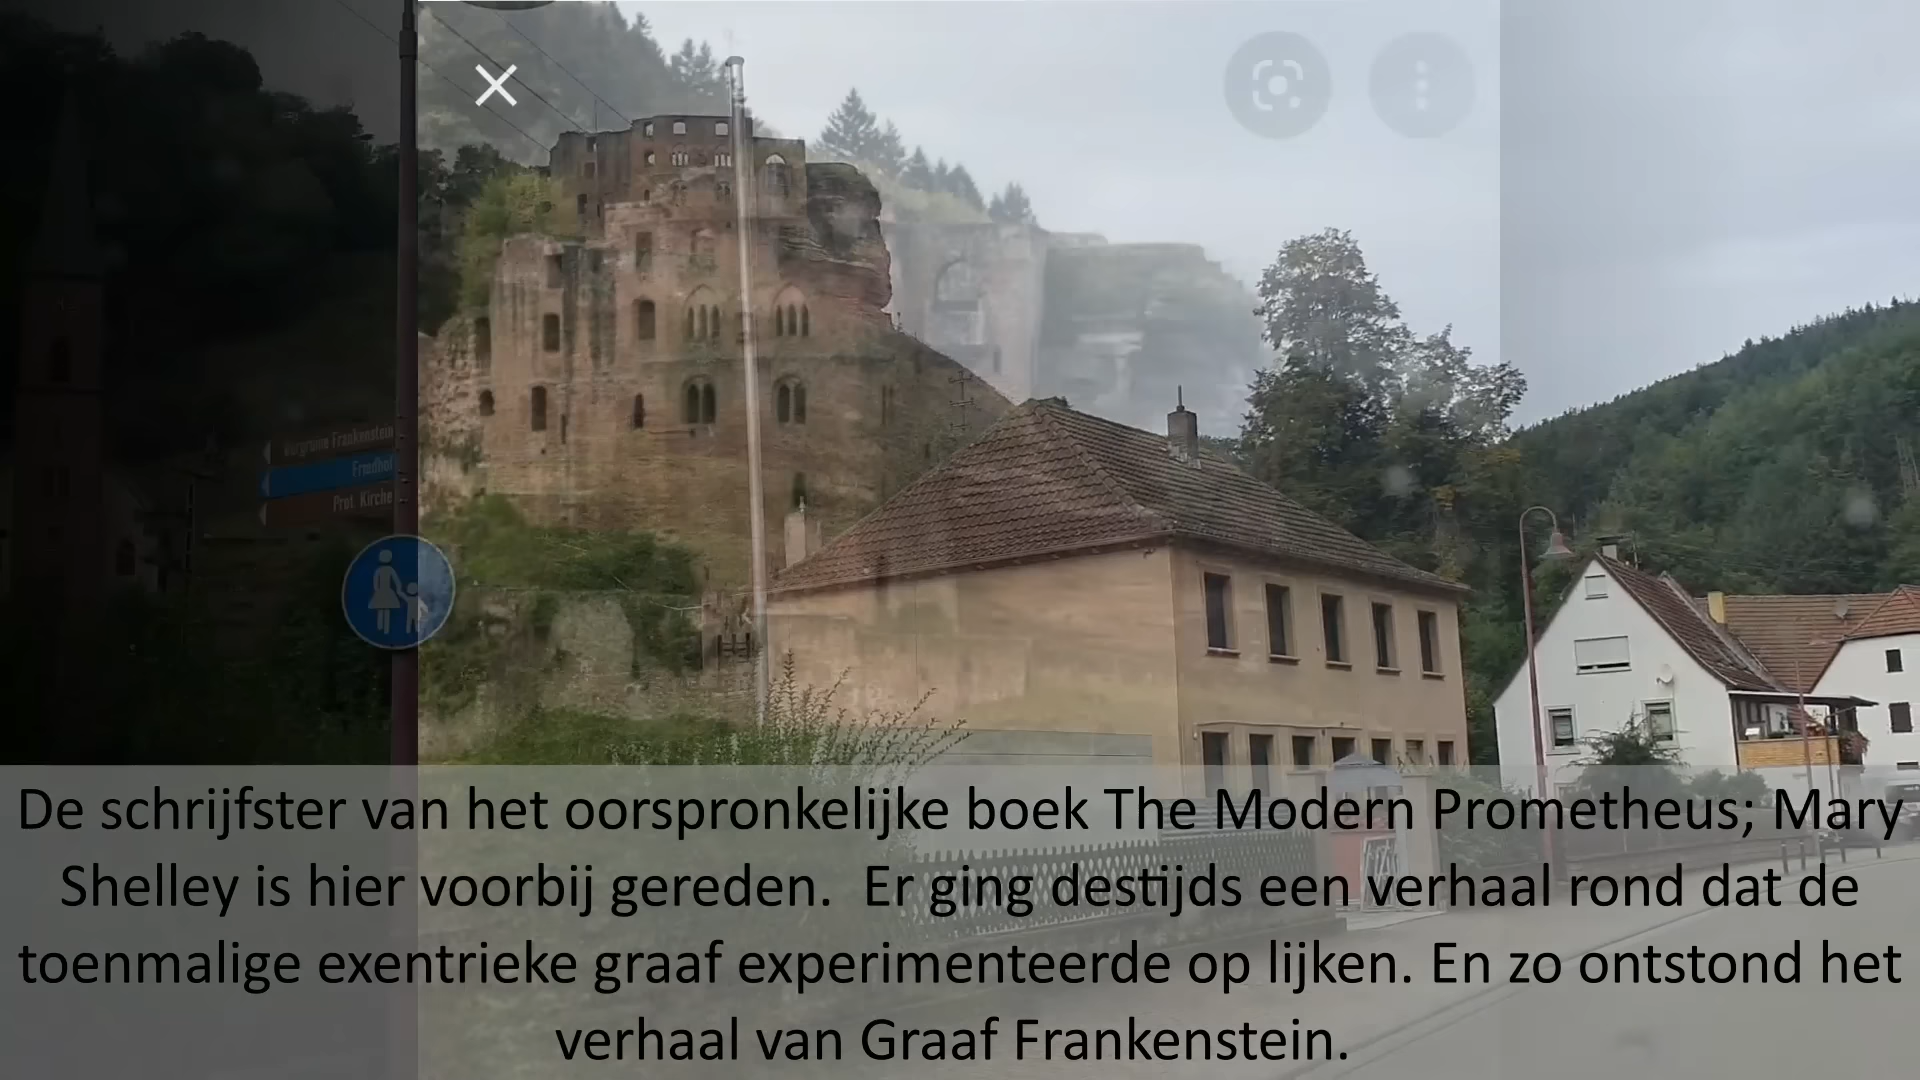 Burgruine Frankenstein
Friedhof
Prot. Kirche
De schrijfster van het oorspronkelijke boek The Modern Prometheus; Mary
Shelley is hier voorbij gereden.  Er ging destijds een verhaal rond dat de
toenmalige exentrieke graaf experimenteerde op lijken. En zo ontstond het
verhaal van Graaf Frankenstein.